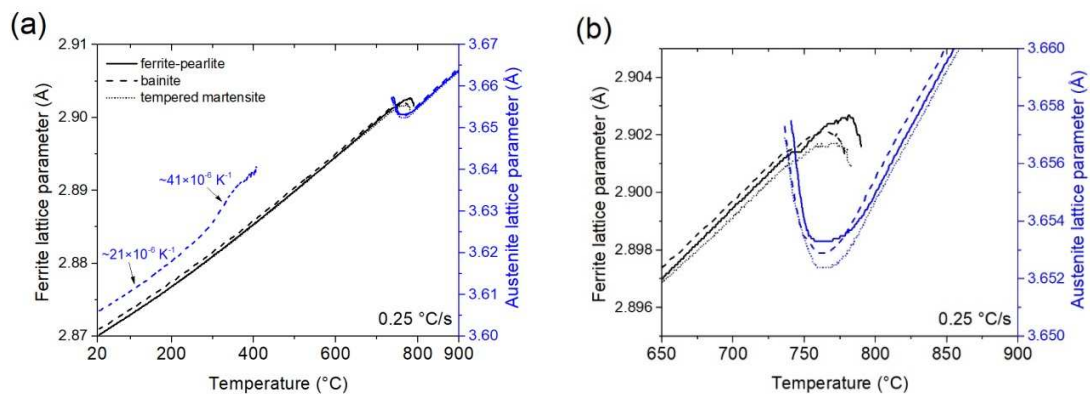 (a)
Ferrite lattice parameter (Å)
2.91
2.90
2.89
2.88
2.87
ferrite-pearlite
bainite
tempered martensite
~41×10⁻⁶ K⁻¹
~21×10⁻⁶ K⁻¹
0.25 °C/s
20 200 400 600 800 900
Temperature (°C)
3.67
3.66
3.65
3.64
3.63
3.62
3.61
3.60
Austenite lattice parameter (Å)
(b)
Ferrite lattice parameter (Å)
2.904
2.902
2.900
2.898
2.896
0.25 °C/s
650 700 750 800 850 900
Temperature (°C)
3.660
3.658
3.656
3.654
3.652
3.650
Austenite lattice parameter (Å)